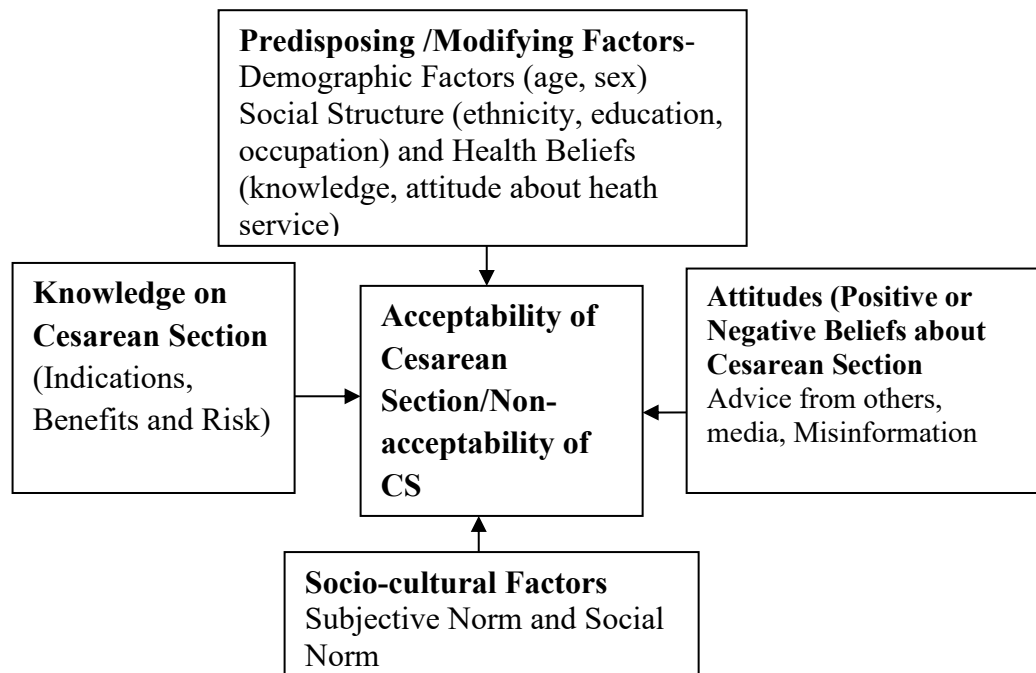 Predisposing /Modifying Factors-
Demographic Factors (age, sex)
Social Structure (ethnicity, education,
occupation) and Health Beliefs
(knowledge, attitude about heath
service)
Knowledge on
Cesarean Section
(Indications,
Benefits and Risk)
Acceptability of
Cesarean
Section/Non-
acceptability of
CS
Attitudes (Positive or
Negative Beliefs about
Cesarean Section
Advice from others,
media, Misinformation
Socio-cultural Factors
Subjective Norm and Social
Norm